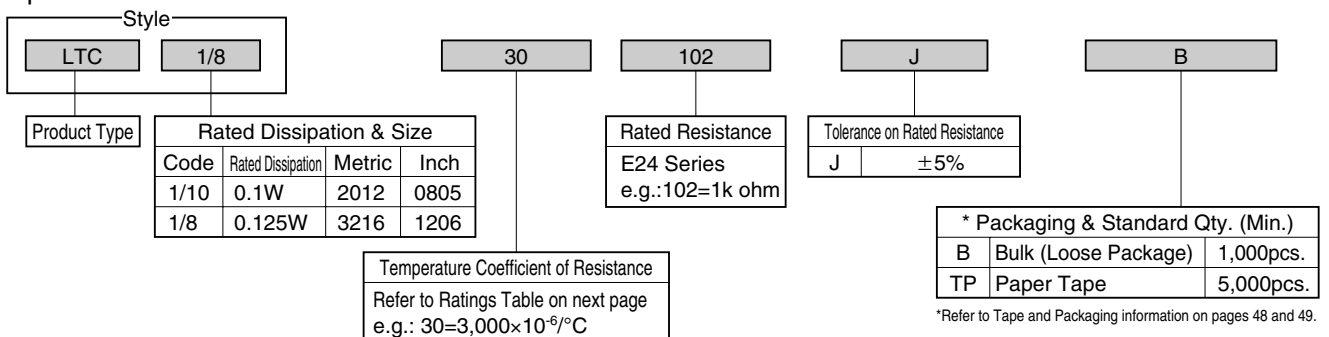 Style
LTC 1/8 30 102 J B
Product Type
Rated Dissipation & Size
Code Rated Dissipation Metric Inch
1/10 0.1W 2012 0805
1/8 0.125W 3216 1206
Temperature Coefficient of Resistance
Refer to Ratings Table on next page
e.g.: 30=3,000×10⁻⁶/°C
Rated Resistance
E24 Series
e.g.:102=1k ohm
Tolerance on Rated Resistance
J ±5%
* Packaging & Standard Qty. (Min.)
B Bulk (Loose Package) 1,000pcs.
TP Paper Tape 5,000pcs.
*Refer to Tape and Packaging information on pages 48 and 49.